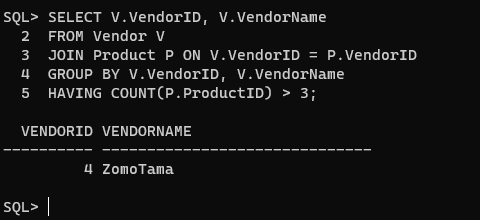 SQL> SELECT V.VendorID, V.VendorName
  2  FROM Vendor V
  3  JOIN Product P ON V.VendorID = P.VendorID
  4  GROUP BY V.VendorID, V.VendorName
  5  HAVING COUNT(P.ProductID) > 3;

  VENDORID VENDORNAME
---------- ------------------------------
         4 ZomoTama

SQL>